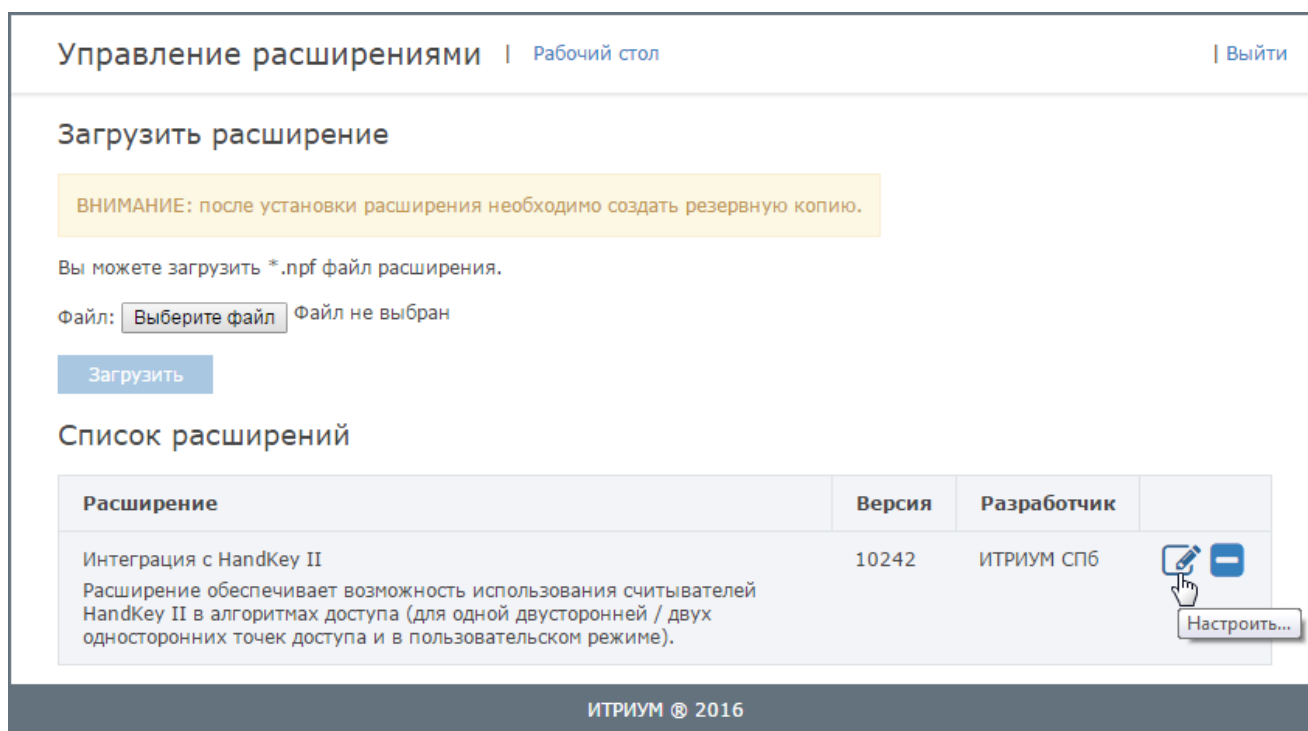 Управление расширениями | Рабочий стол | Выйти
Загрузить расширение
ВНИМАНИЕ: после установки расширения необходимо создать резервную копию.
Вы можете загрузить *.npf файл расширения.
Файл: Выберите файл Файл не выбран
Загрузить
Список расширений
Расширение Версия Разработчик
Интеграция с HandKey II 10242 ИТРИУМ СПб
Расширение обеспечивает возможность использования считывателей
HandKey II в алгоритмах доступа (для одной двусторонней / двух
односторонних точек доступа и в пользовательском режиме).
Настроить...
ИТРИУМ ® 2016